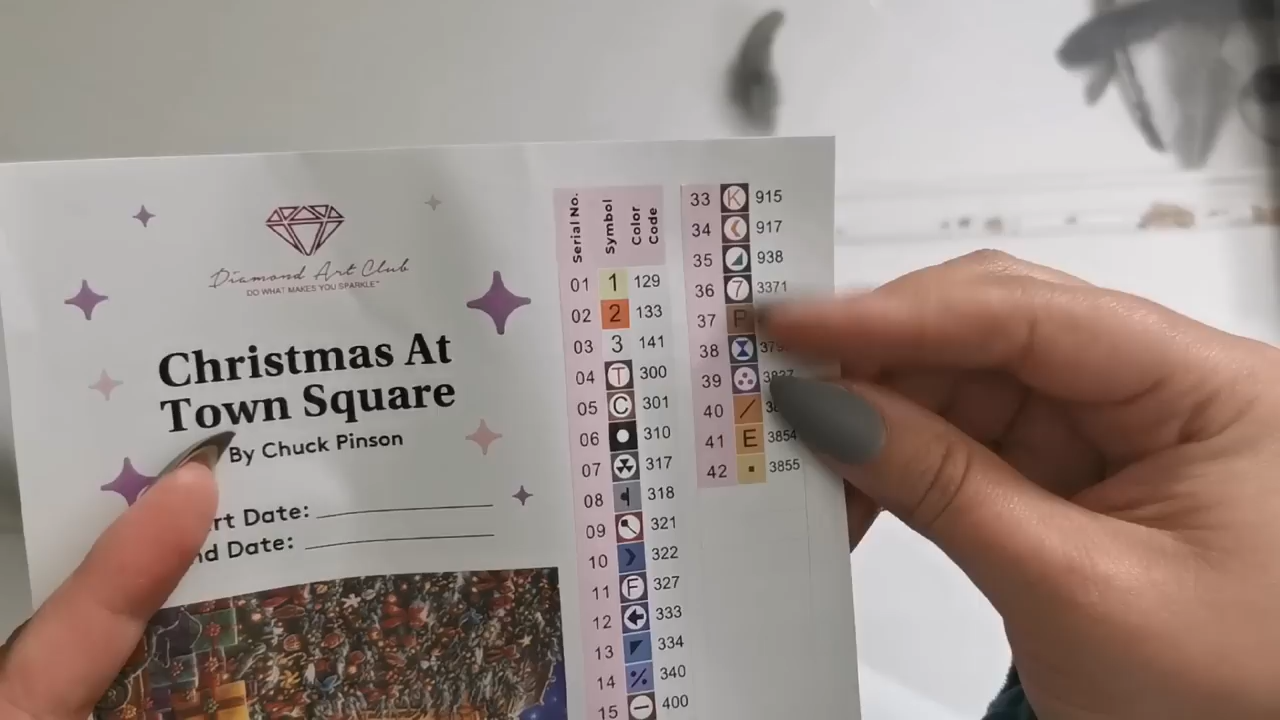 Diamond Art Club
DO WHAT MAKES YOU SPARKLE™
Christmas At
Town Square
By Chuck Pinson
rt Date:
nd Date:
Serial No. Symbol Color Code
01 1 129
02 2 133
03 3 141
04 T 300
05 C 301
06 310
07 317
08 318
09 321
10 322
11 F 327
12 333
13 334
14 % 340
15 400
33 K 915
34 917
35 938
36 7 3371
37 P
38
39
40 /
41 E 3854
42 3855